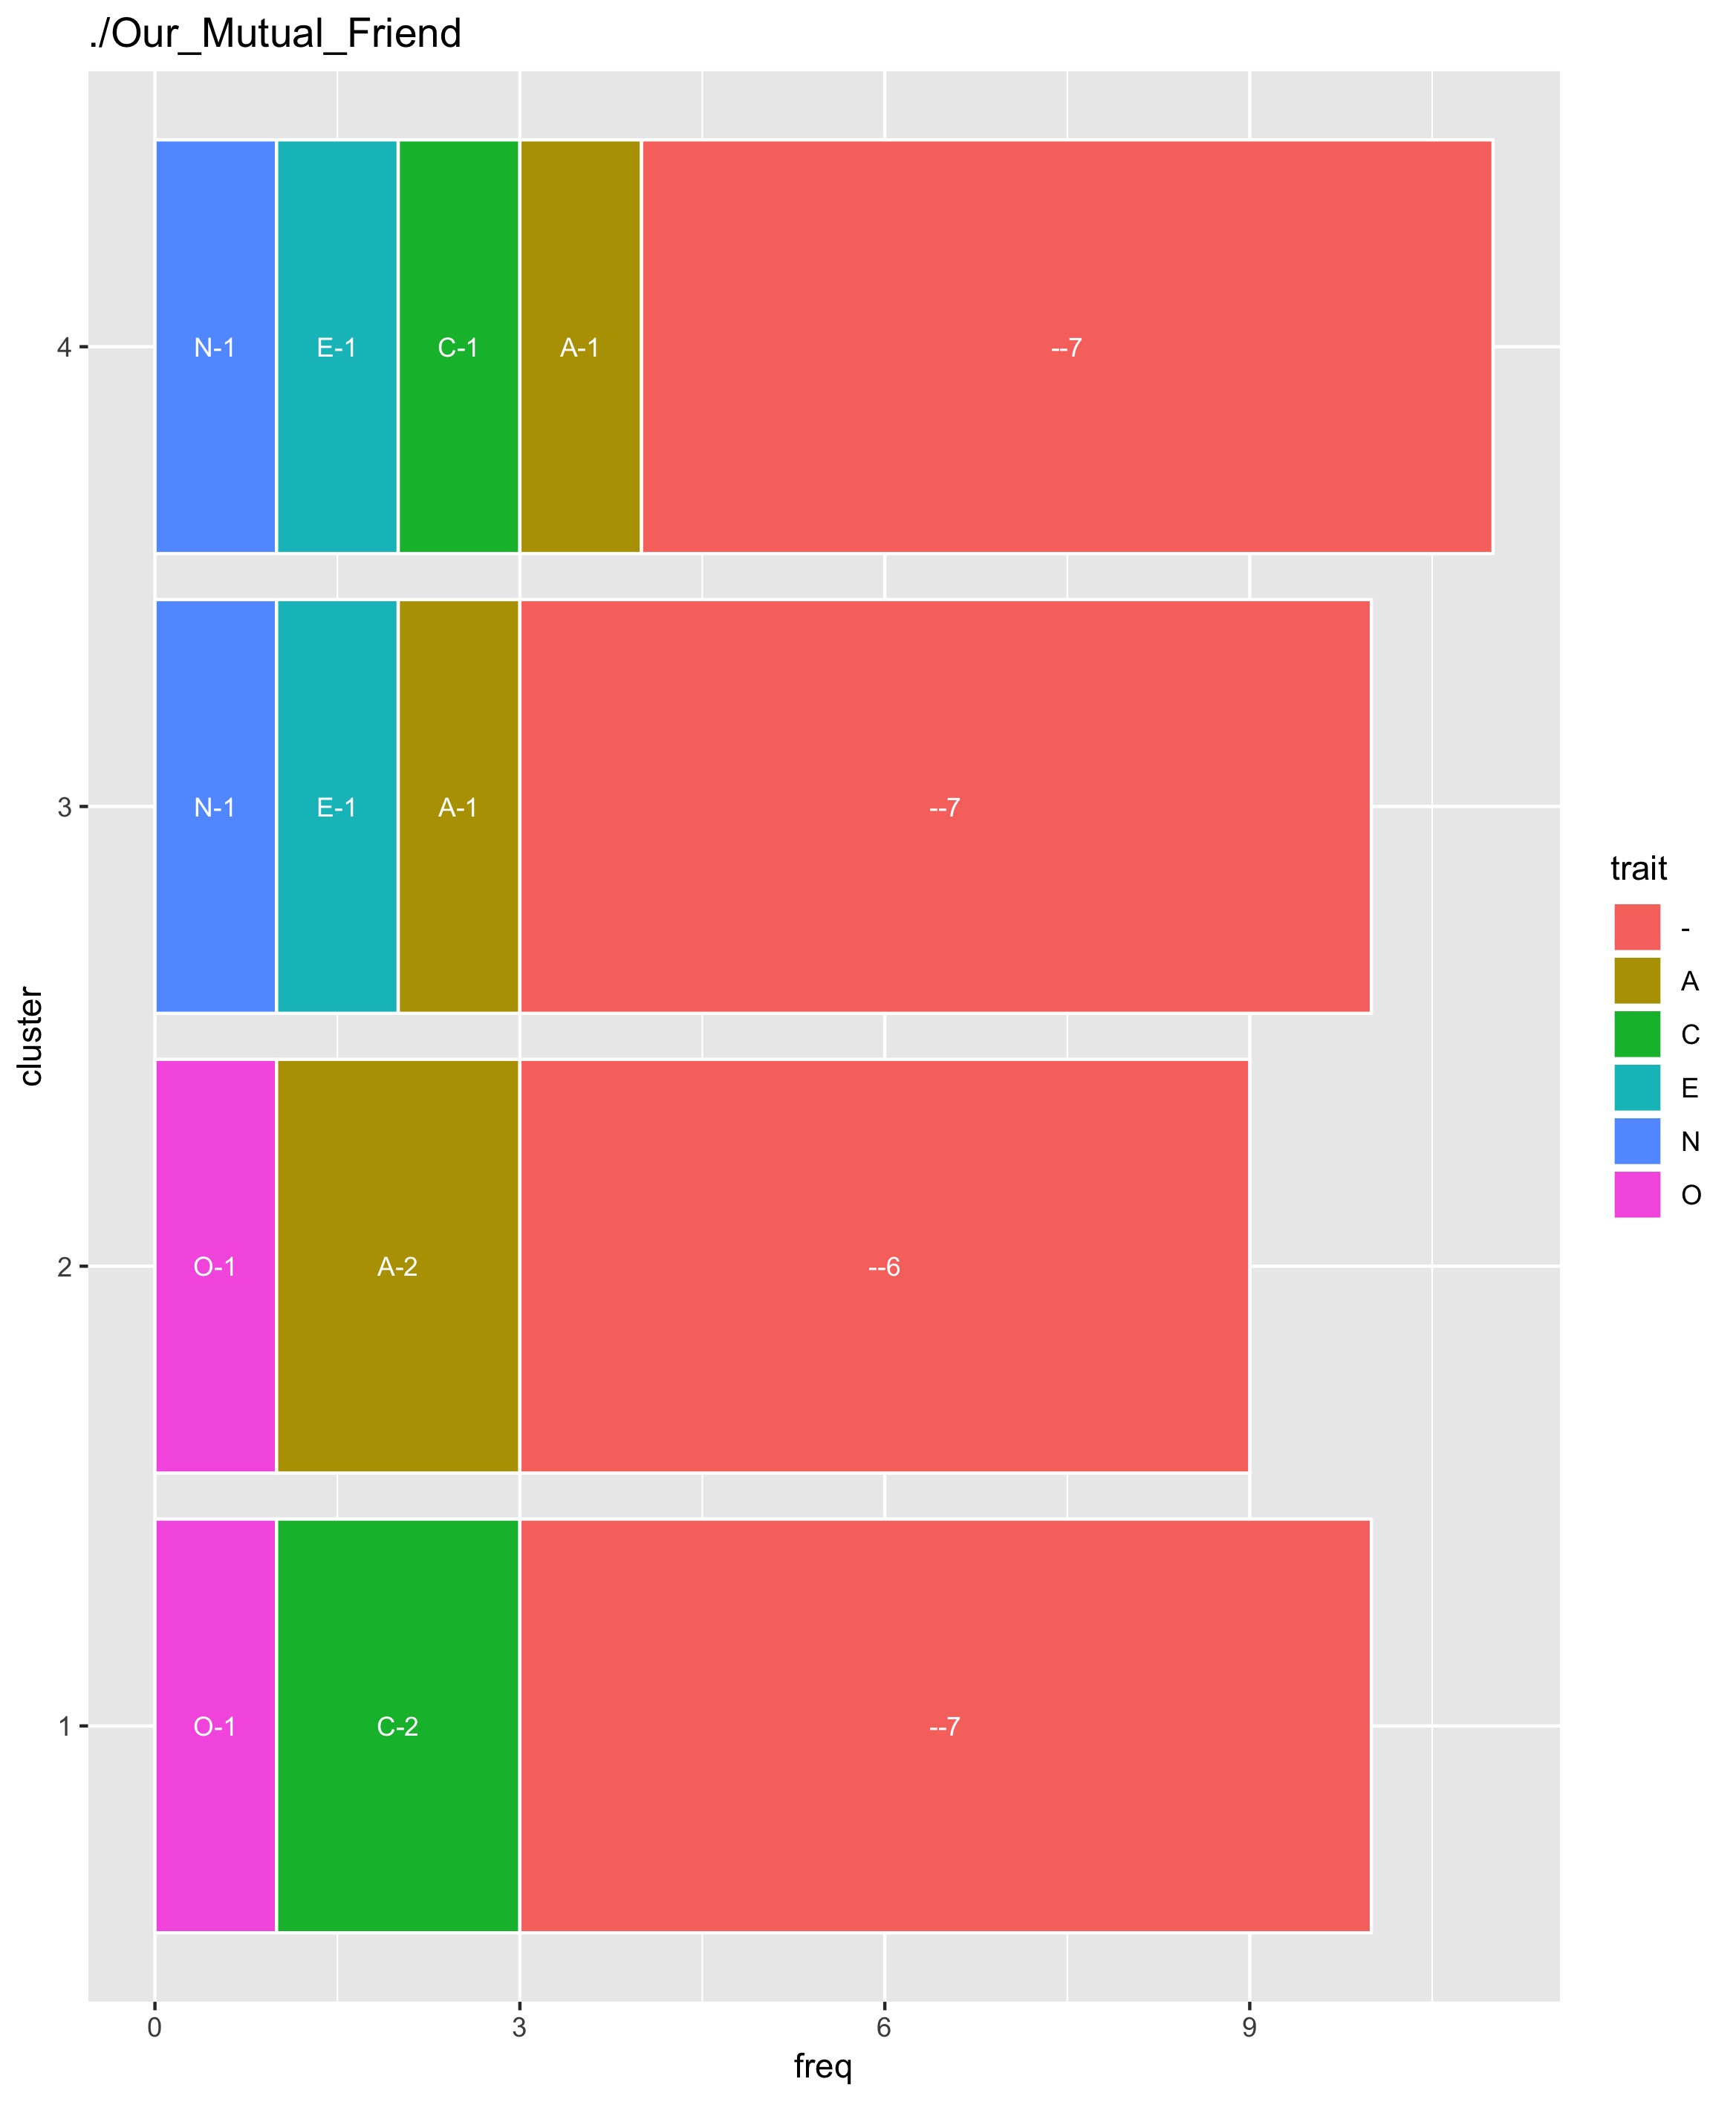 ./Our_Mutual_Friend
4
N-1 E-1 C-1 A-1 --7
3
N-1 E-1 A-1 --7
2
O-1 A-2 --6
1
O-1 C-2 --7
0 3 6 9
freq
cluster
trait
-
A
C
E
N
O